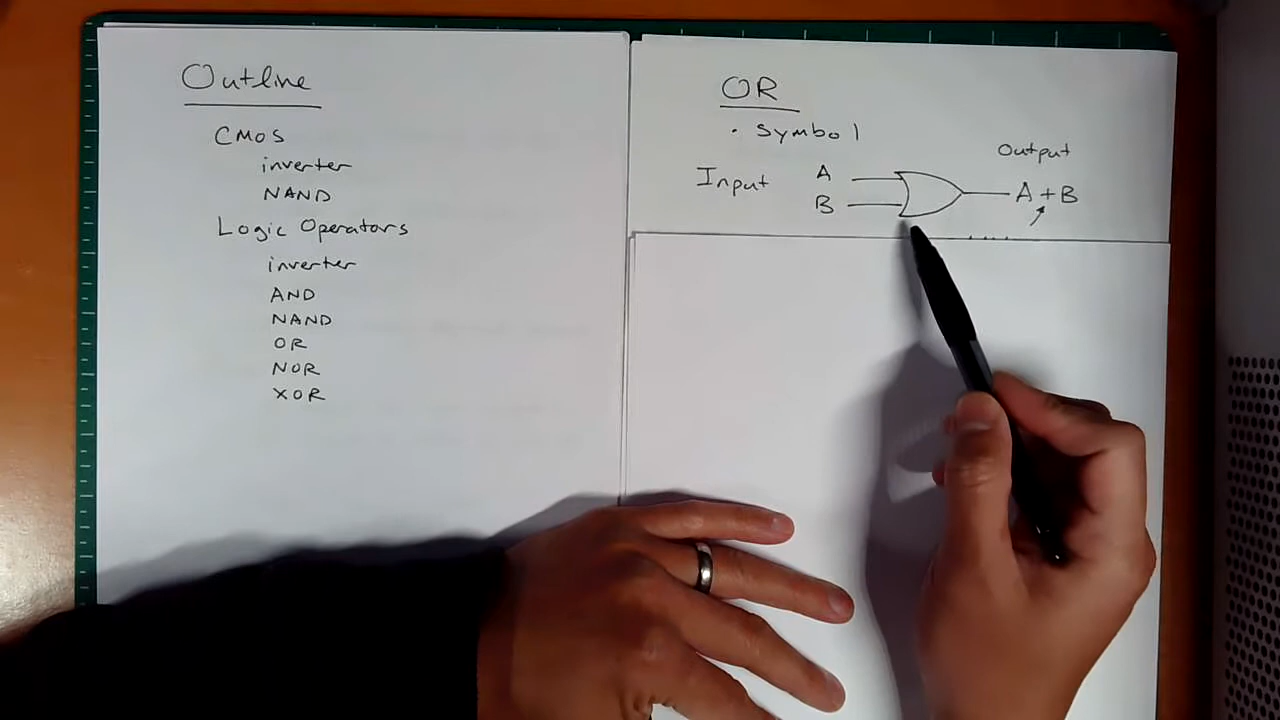 Outline
CMOS
inverter
NAND
Logic Operators
inverter
AND
NAND
OR
NOR
XOR
OR
• Symbol
Output
Input
A
B
A + B